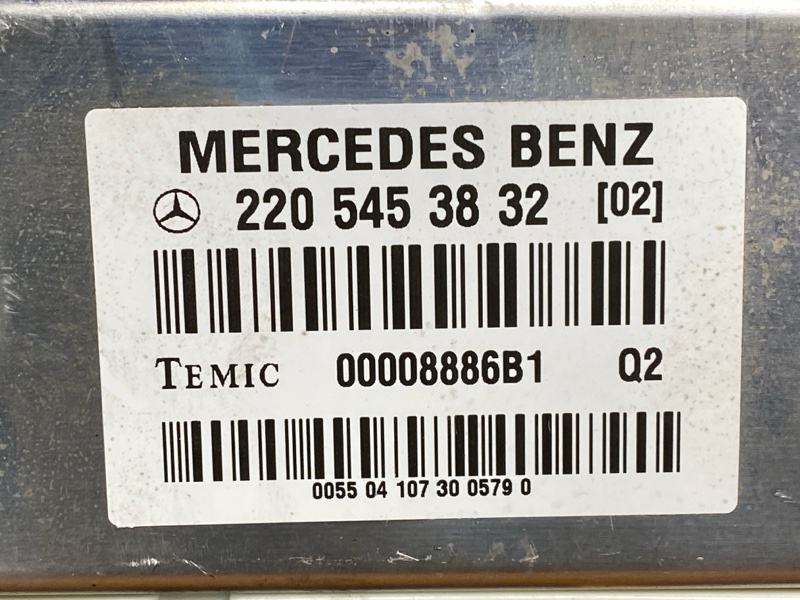 MERCEDES BENZ
220 545 38 32 [02]
TEMIC 00008886B1 Q2
0055 04 107 30 0579 0